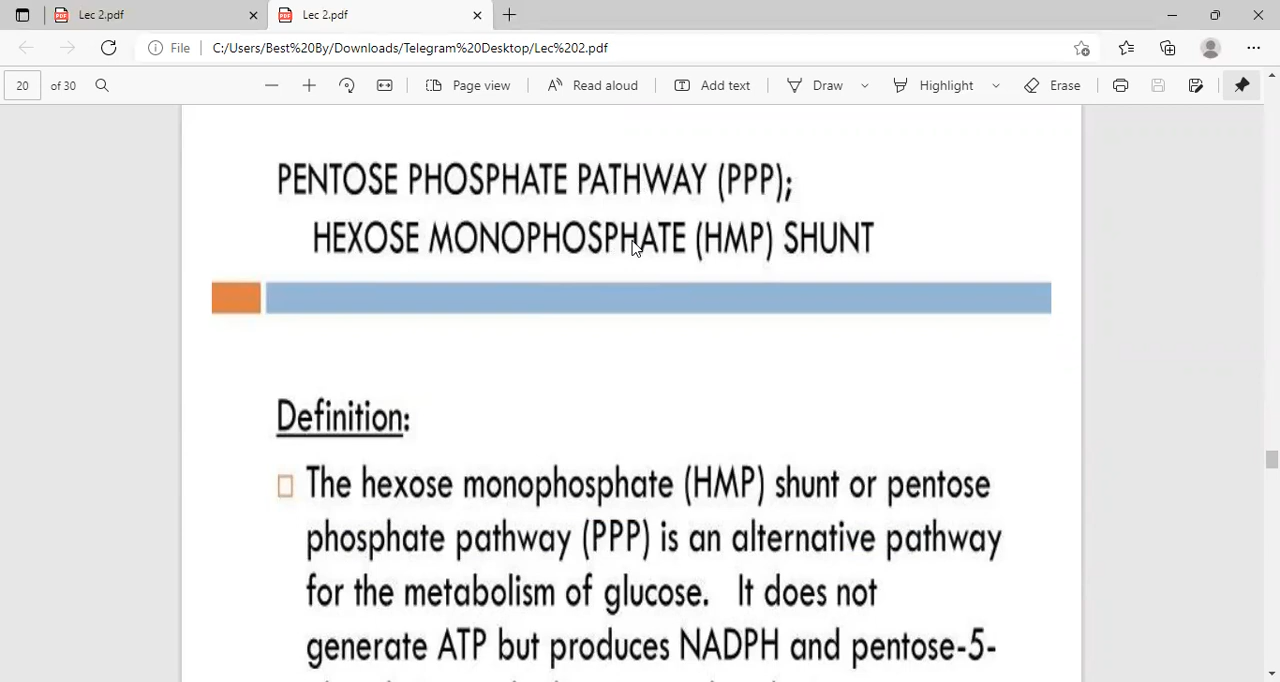 Lec 2.pdf
Lec 2.pdf
File
C:/Users/Best%20By/Downloads/Telegram%20Desktop/Lec%202.pdf
20 of 30
Page view
Read aloud
Add text
Draw
Highlight
Erase
PENTOSE PHOSPHATE PATHWAY (PPP);
HEXOSE MONOPHOSPHATE (HMP) SHUNT
Definition:
The hexose monophosphate (HMP) shunt or pentose
phosphate pathway (PPP) is an alternative pathway
for the metabolism of glucose. It does not
generate ATP but produces NADPH and pentose-5-